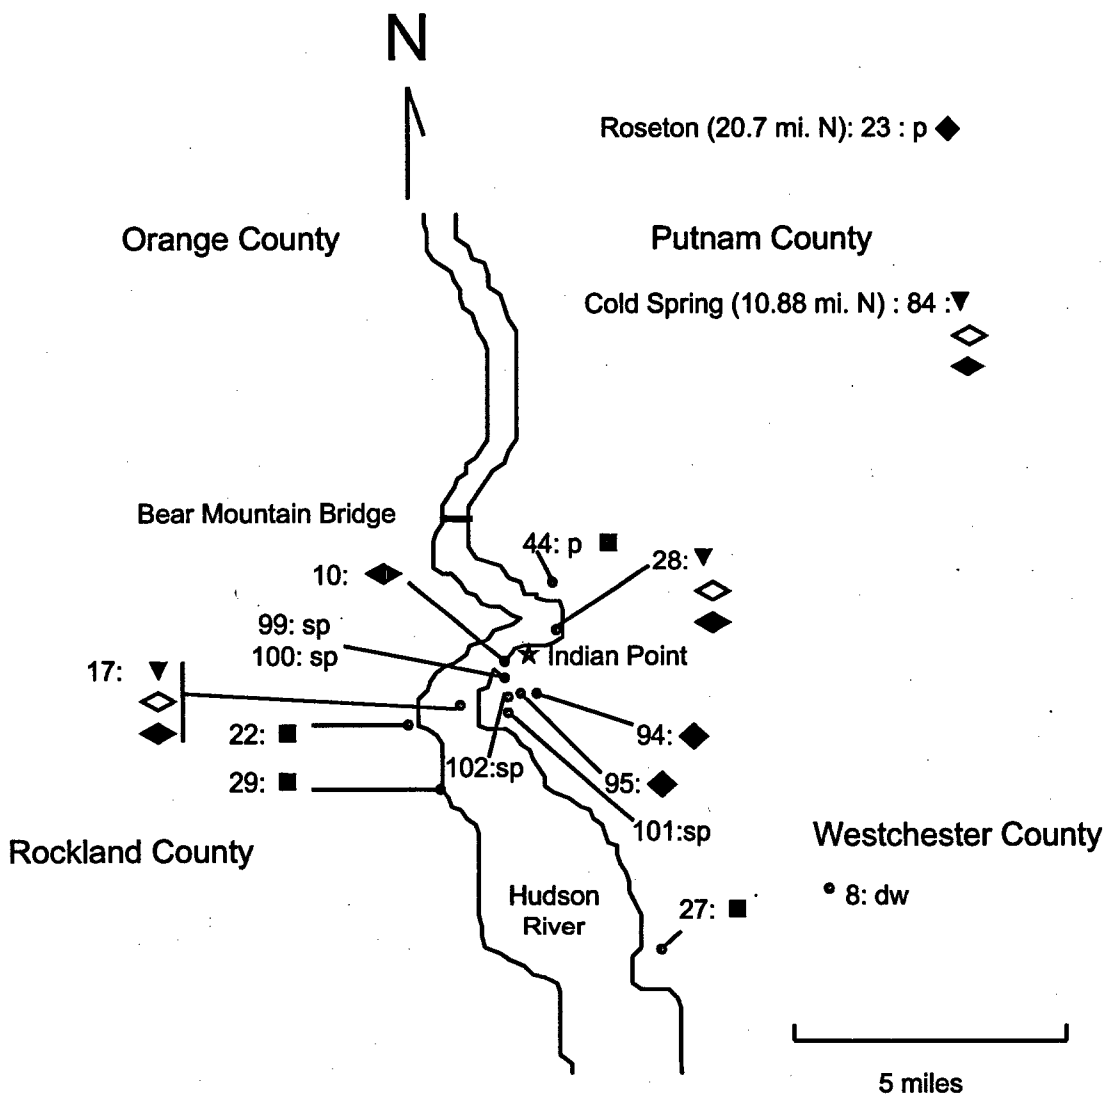 N
Roseton (20.7 mi. N): 23 : p
Orange County
Putnam County
Cold Spring (10.88 mi. N) : 84 :
Bear Mountain Bridge
44: p
28:
10:
99: sp
100: sp
Indian Point
17:
22:
94:
102:sp
29:
95:
101:sp
Westchester County
Rockland County
8: dw
Hudson
River
27:
5 miles